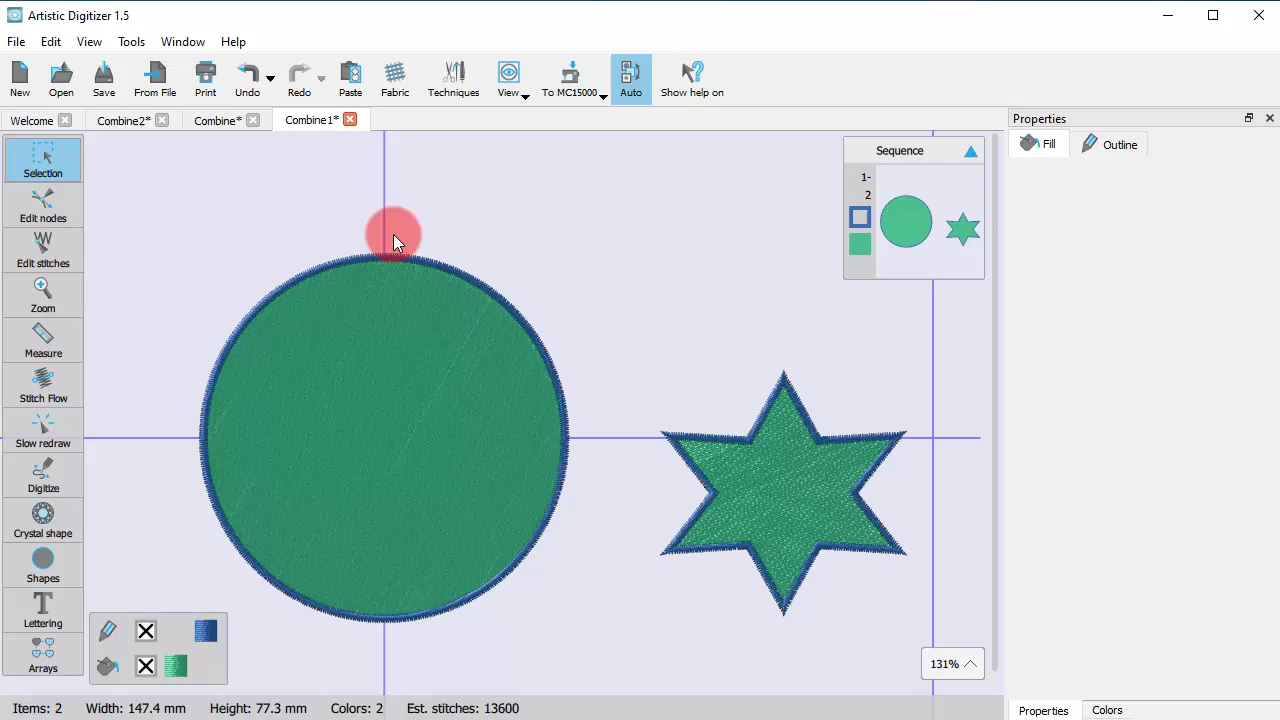 Artistic Digitizer 1.5
File Edit View Tools Window Help
New Open Save From File Print Undo Redo Paste Fabric Techniques View To MC15000 Auto Show help on
Welcome Combine2* Combine* Combine1*
Properties
Fill Outline
Selection
Edit nodes
Edit stitches
Zoom
Measure
Stitch Flow
Slow redraw
Digitize
Crystal shape
Shapes
Lettering
Arrays
Sequence
1-
2
131%
Items: 2 Width: 147.4 mm Height: 77.3 mm Colors: 2 Est. stitches: 13600
Properties Colors